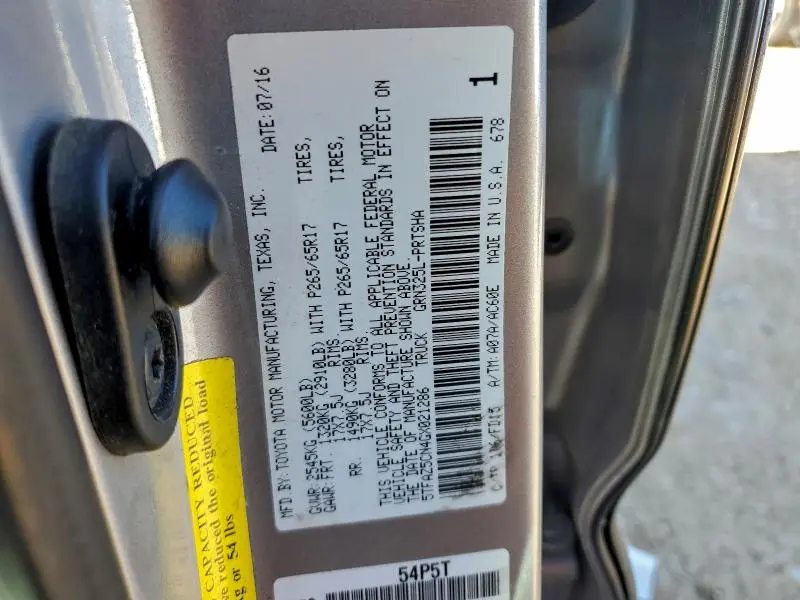 MFD BY: TOYOTA MOTOR MANUFACTURING, TEXAS, INC. DATE: 07/16
GVWR: 2545KG (5600LB)
GAWR: FRT. 1320KG (2910LB) WITH P265/65R17 TIRES,
17X7.5J RIMS
RR. 1490KG (3280LB) WITH P265/65R17 TIRES,
17X7.5J RIMS
THIS VEHICLE CONFORMS TO ALL APPLICABLE FEDERAL MOTOR
VEHICLE SAFETY AND THEFT PREVENTION STANDARDS IN EFFECT ON
THE DATE OF MANUFACTURE SHOWN ABOVE.
5TFAZ5CN4GX021286 TRUCK GRN325L-PRTSHA
1
A/TM: A07A/AC60E MADE IN U.S.A. 678
CAPACITY REDUCED
reduced the original load
or 54 lbs
54P5T